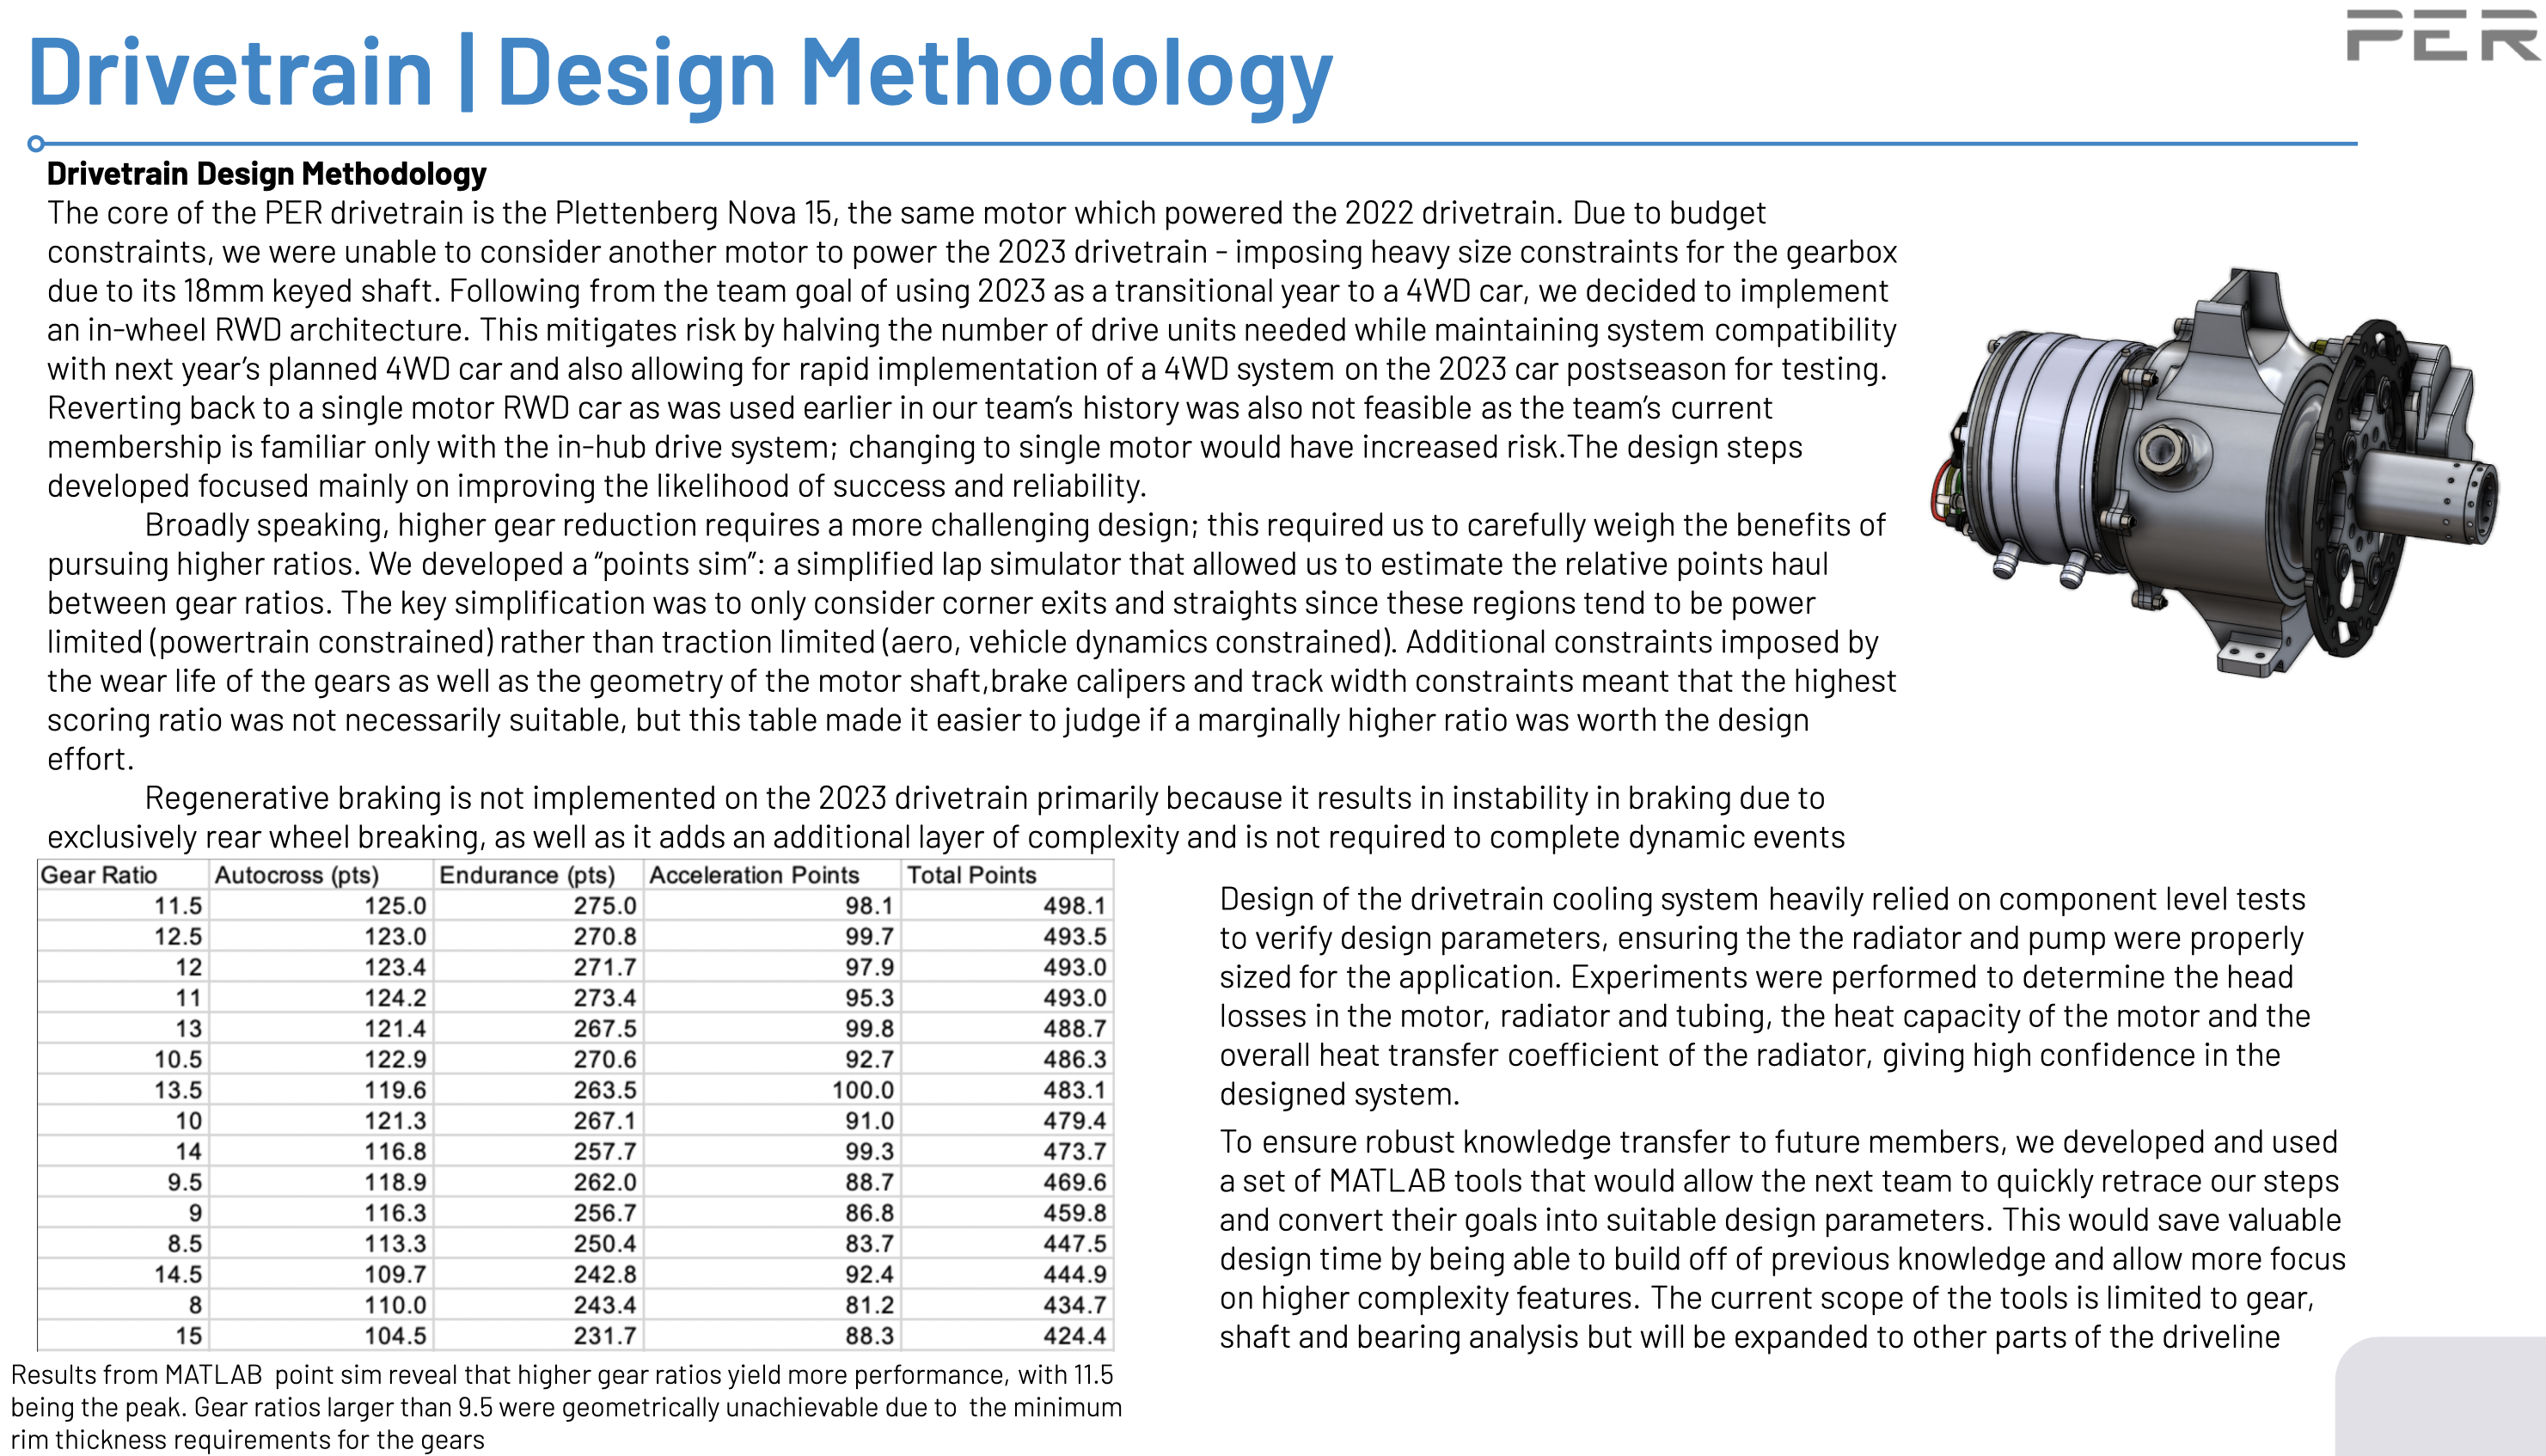 PER
Drivetrain | Design Methodology
Drivetrain Design Methodology
The core of the PER drivetrain is the Plettenberg Nova 15, the same motor which powered the 2022 drivetrain. Due to budget
constraints, we were unable to consider another motor to power the 2023 drivetrain - imposing heavy size constraints for the gearbox
due to its 18mm keyed shaft. Following from the team goal of using 2023 as a transitional year to a 4WD car, we decided to implement
an in-wheel RWD architecture. This mitigates risk by halving the number of drive units needed while maintaining system compatibility
with next year's planned 4WD car and also allowing for rapid implementation of a 4WD system on the 2023 car postseason for testing.
Reverting back to a single motor RWD car as was used earlier in our team's history was also not feasible as the team's current
membership is familiar only with the in-hub drive system; changing to single motor would have increased risk.The design steps
developed focused mainly on improving the likelihood of success and reliability.
Broadly speaking, higher gear reduction requires a more challenging design; this required us to carefully weigh the benefits of
pursuing higher ratios. We developed a "points sim": a simplified lap simulator that allowed us to estimate the relative points haul
between gear ratios. The key simplification was to only consider corner exits and straights since these regions tend to be power
limited (powertrain constrained) rather than traction limited (aero, vehicle dynamics constrained). Additional constraints imposed by
the wear life of the gears as well as the geometry of the motor shaft,brake calipers and track width constraints meant that the highest
scoring ratio was not necessarily suitable, but this table made it easier to judge if a marginally higher ratio was worth the design
effort.
Regenerative braking is not implemented on the 2023 drivetrain primarily because it results in instability in braking due to
exclusively rear wheel breaking, as well as it adds an additional layer of complexity and is not required to complete dynamic events
Gear Ratio Autocross (pts) Endurance (pts) Acceleration Points Total Points
11.5 125.0 275.0 98.1 498.1
12.5 123.0 270.8 99.7 493.5
12 123.4 271.7 97.9 493.0
11 124.2 273.4 95.3 493.0
13 121.4 267.5 99.8 488.7
10.5 122.9 270.6 92.7 486.3
13.5 119.6 263.5 100.0 483.1
10 121.3 267.1 91.0 479.4
14 116.8 257.7 99.3 473.7
9.5 118.9 262.0 88.7 469.6
9 116.3 256.7 86.8 459.8
8.5 113.3 250.4 83.7 447.5
14.5 109.7 242.8 92.4 444.9
8 110.0 243.4 81.2 434.7
15 104.5 231.7 88.3 424.4
Results from MATLAB point sim reveal that higher gear ratios yield more performance, with 11.5
being the peak. Gear ratios larger than 9.5 were geometrically unachievable due to the minimum
rim thickness requirements for the gears
Design of the drivetrain cooling system heavily relied on component level tests
to verify design parameters, ensuring the the radiator and pump were properly
sized for the application. Experiments were performed to determine the head
losses in the motor, radiator and tubing, the heat capacity of the motor and the
overall heat transfer coefficient of the radiator, giving high confidence in the
designed system.
To ensure robust knowledge transfer to future members, we developed and used
a set of MATLAB tools that would allow the next team to quickly retrace our steps
and convert their goals into suitable design parameters. This would save valuable
design time by being able to build off of previous knowledge and allow more focus
on higher complexity features. The current scope of the tools is limited to gear,
shaft and bearing analysis but will be expanded to other parts of the driveline